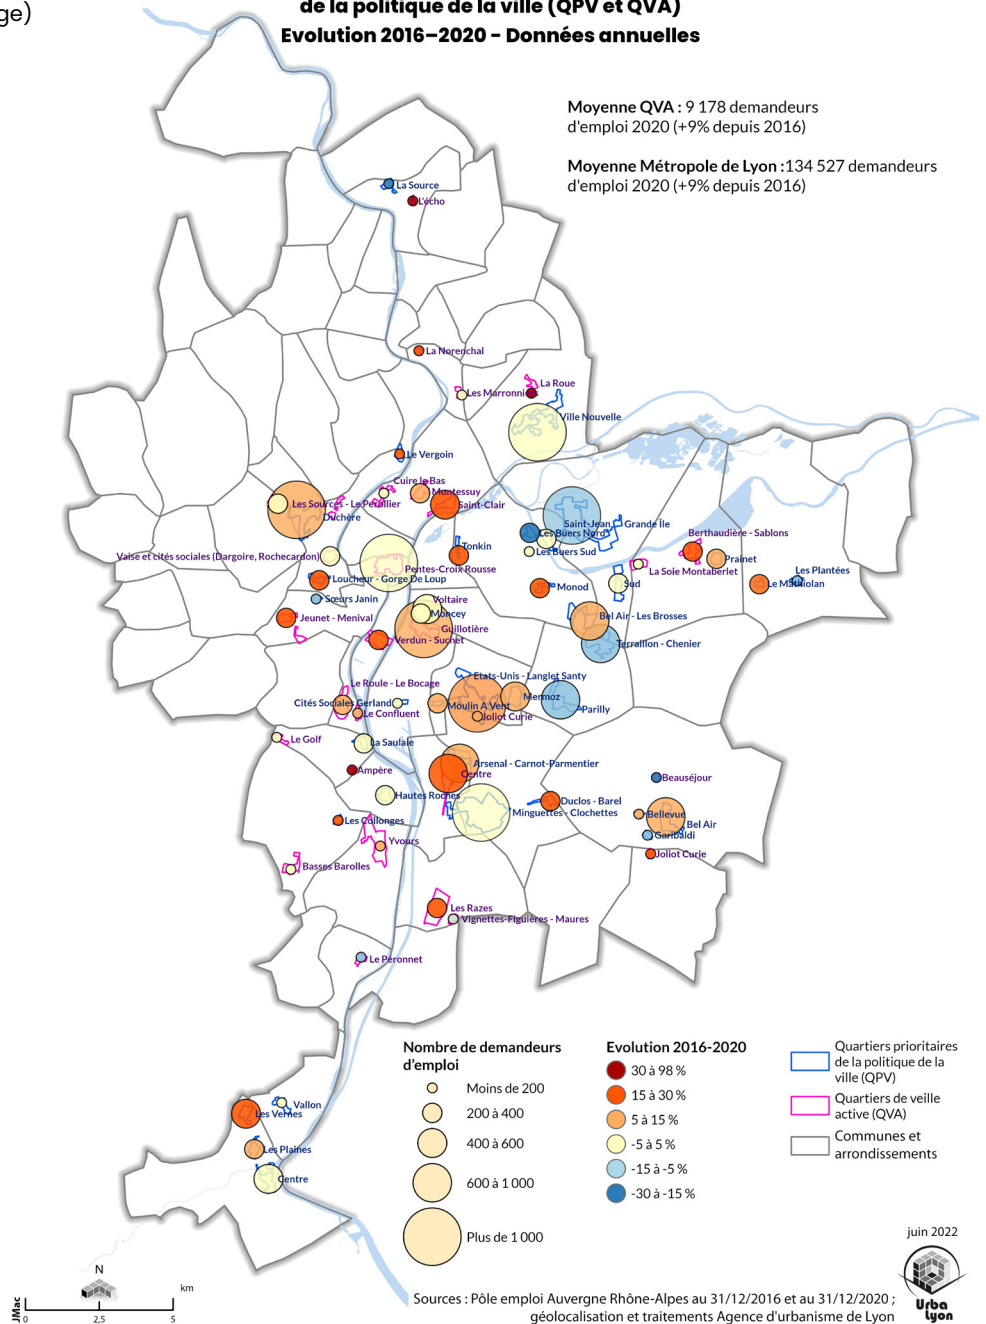 ge)
de la politique de la ville (QPV et QVA)
Evolution 2016–2020 - Données annuelles
Moyenne QVA : 9 178 demandeurs
d'emploi 2020 (+9% depuis 2016)
Moyenne Métropole de Lyon :134 527 demandeurs
d'emploi 2020 (+9% depuis 2016)
La Source
L'écho
La Norenchal
La Roue
Les Marronniers
Ville Nouvelle
Le Vergoin
Cuire le Bas
Montessuy
Les Sources - Le Pérollier
Saint-Clair
Duchère
Saint-Jean
Grande Île
Les Buers Nord
Berthaudière - Sablons
Tonkin
Les Buers Sud
Vaise et cités sociales (Dargoire, Rochecardon)
Prainet
Pentes-Croix Rousse
La Soie Montaberlet
Les Plantées
Loucheur - Gorge De Loup
Sud
Le Mathiolan
Monod
Sœurs Janin
Voltaire
Moncey
Jeunet - Menival
Bel Air - Les Brosses
Guillotière
Verdun - Suchet
Terraillon - Chenier
Etats-Unis - Langlet Santy
Le Roule - Le Bocage
Mermoz
Cités Sociales Gerland
Moulin A Vent
Parilly
Le Confluent
Joliot Curie
Le Golf
La Saulaie
Arsenal - Carnot-Parmentier
Ampère
Centre
Beauséjour
Hautes Roches
Duclos - Barel
Minguettes - Clochettes
Bellevue
Les Collonges
Bel Air
Garibaldi
Yvours
Joliot Curie
Basses Barolles
Les Razes
Vignettes-Figuières - Maures
Le Péronnet
Nombre de demandeurs
d'emploi
Moins de 200
200 à 400
400 à 600
600 à 1 000
Plus de 1 000
Evolution 2016-2020
30 à 98 %
15 à 30 %
5 à 15 %
-5 à 5 %
-15 à -5 %
-30 à -15 %
Quartiers prioritaires
de la politique de la
ville (QPV)
Quartiers de veille
active (QVA)
Communes et
arrondissements
Vallon
Les Vernes
Les Plaines
Centre
juin 2022
N
km
JMac
0
2,5
5
Sources : Pôle emploi Auvergne Rhône-Alpes au 31/12/2016 et au 31/12/2020 ;
géolocalisation et traitements Agence d'urbanisme de Lyon
Urba
Lyon